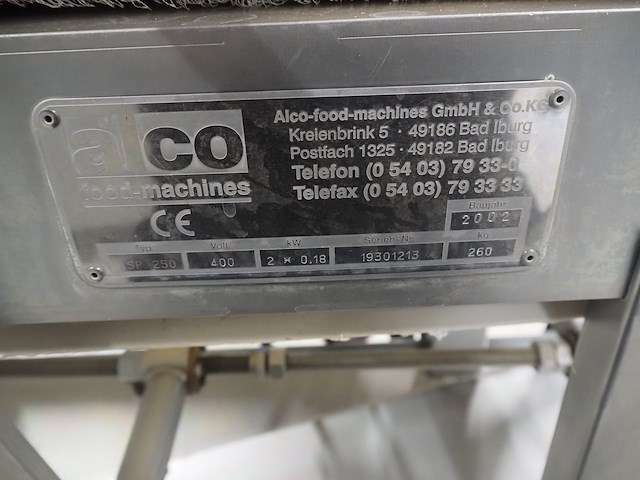 alco
food-machines
Alco-food-machines GmbH & Co.KG
Kreienbrink 5 · 49186 Bad Iburg
Postfach 1325 · 49182 Bad Iburg
Telefon (0 54 03) 79 33-0
Telefax (0 54 03) 79 33 33
CE
Baujahr
2002
Typ Volt kW Serien-Nr. kg
SP 250 400 2 x 0.18 19301213 260